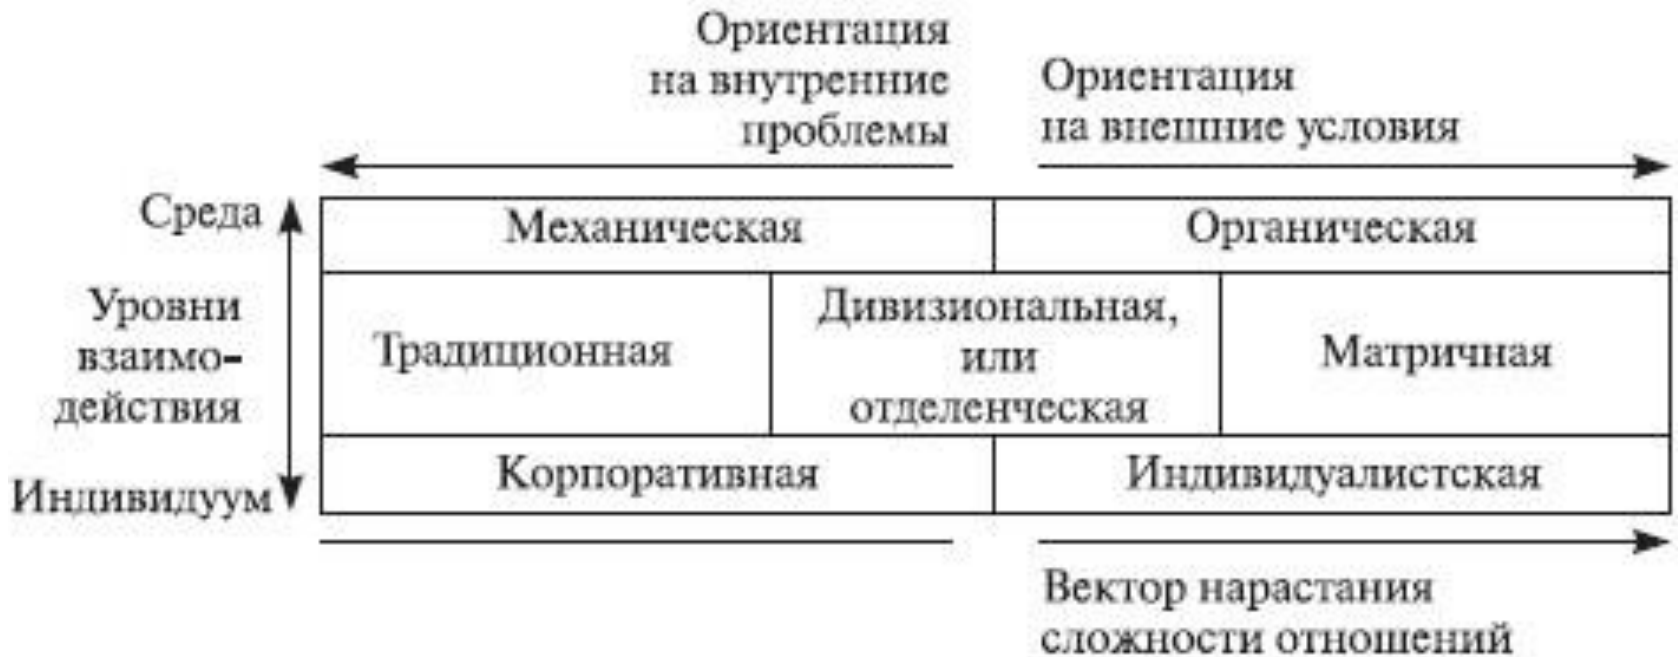 Ориентация
на внутренние
проблемы
Ориентация
на внешние условия
Среда
Механическая
Органическая
Уровни
взаимо-
действия
Традиционная
Дивизиональная,
или
отделенческая
Матричная
Индивидуум
Корпоративная
Индивидуалистская
Вектор нарастания
сложности отношений